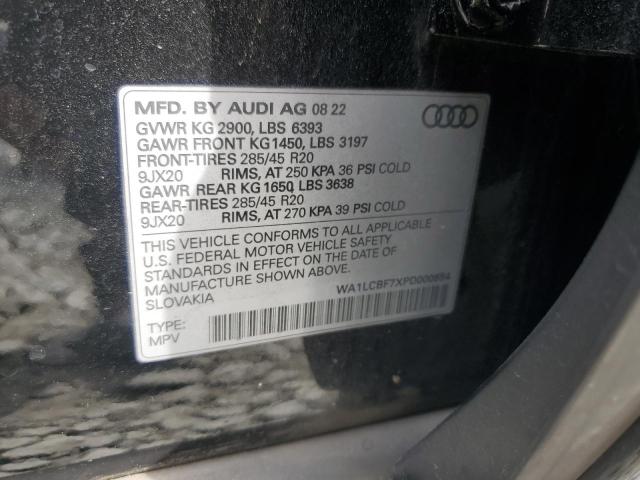 MFD. BY AUDI AG 08 22
GVWR KG 2900, LBS 6393
GAWR FRONT KG 1450, LBS 3197
FRONT-TIRES 285/45 R20
9JX20 RIMS, AT 250 KPA 36 PSI COLD
GAWR REAR KG 1650, LBS 3638
REAR-TIRES 285/45 R20
9JX20 RIMS, AT 270 KPA 39 PSI COLD
THIS VEHICLE CONFORMS TO ALL APPLICABLE
U.S. FEDERAL MOTOR VEHICLE SAFETY
STANDARDS IN EFFECT ON THE DATE OF
MANUFACTURE SHOWN ABOVE.
SLOVAKIA
WA1LCBF7XPD000884
TYPE:
MPV